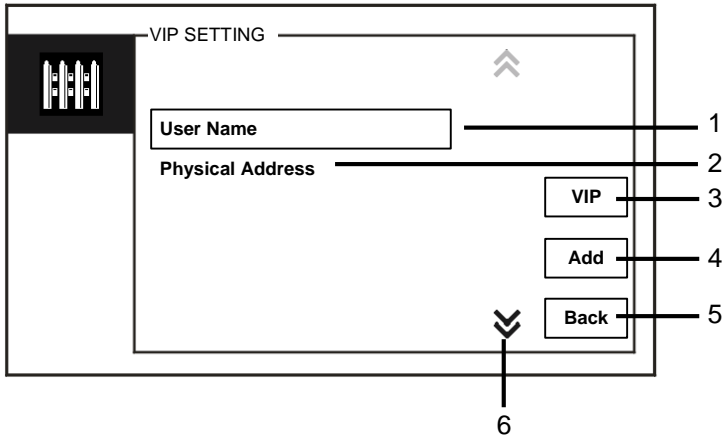 VIP SETTING
User Name
1
Physical Address
2
VIP
3
Add
4
Back
5
6